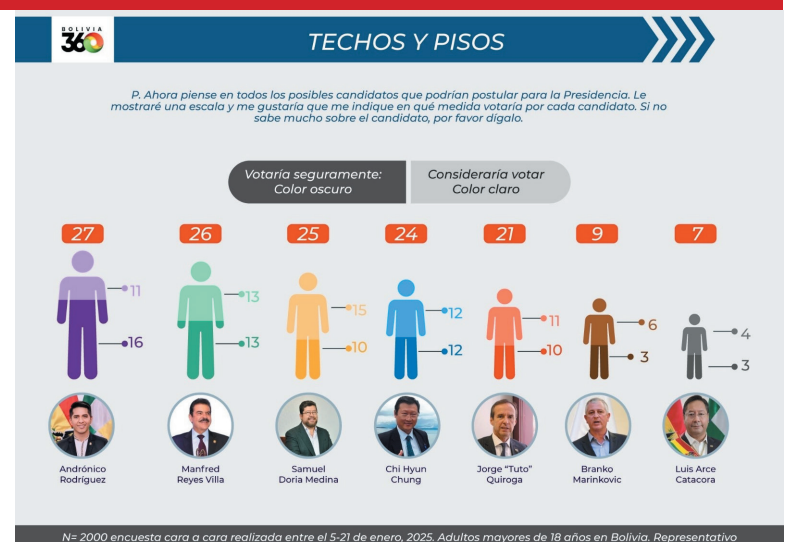 BOLIVIA
360
TECHOS Y PISOS
P. Ahora piense en todos los posibles candidatos que podrían postular para la Presidencia. Le
mostraré una escala y me gustaría que me indique en qué medida votaría por cada candidato. Si no
sabe mucho sobre el candidato, por favor dígalo.
Votaría seguramente:
Color oscuro
Consideraría votar
Color claro
27 26 25 24 21 9 7
11 13 15 12 11 6 4
16 13 10 12 10 3 3
Andrónico
Rodríguez
Manfred
Reyes Villa
Samuel
Doria Medina
Chi Hyun
Chung
Jorge “Tuto”
Quiroga
Branko
Marinkovic
Luis Arce
Catacora
N= 2000 encuesta cara a cara realizada entre el 5-21 de enero, 2025. Adultos mayores de 18 años en Bolivia. Representativo